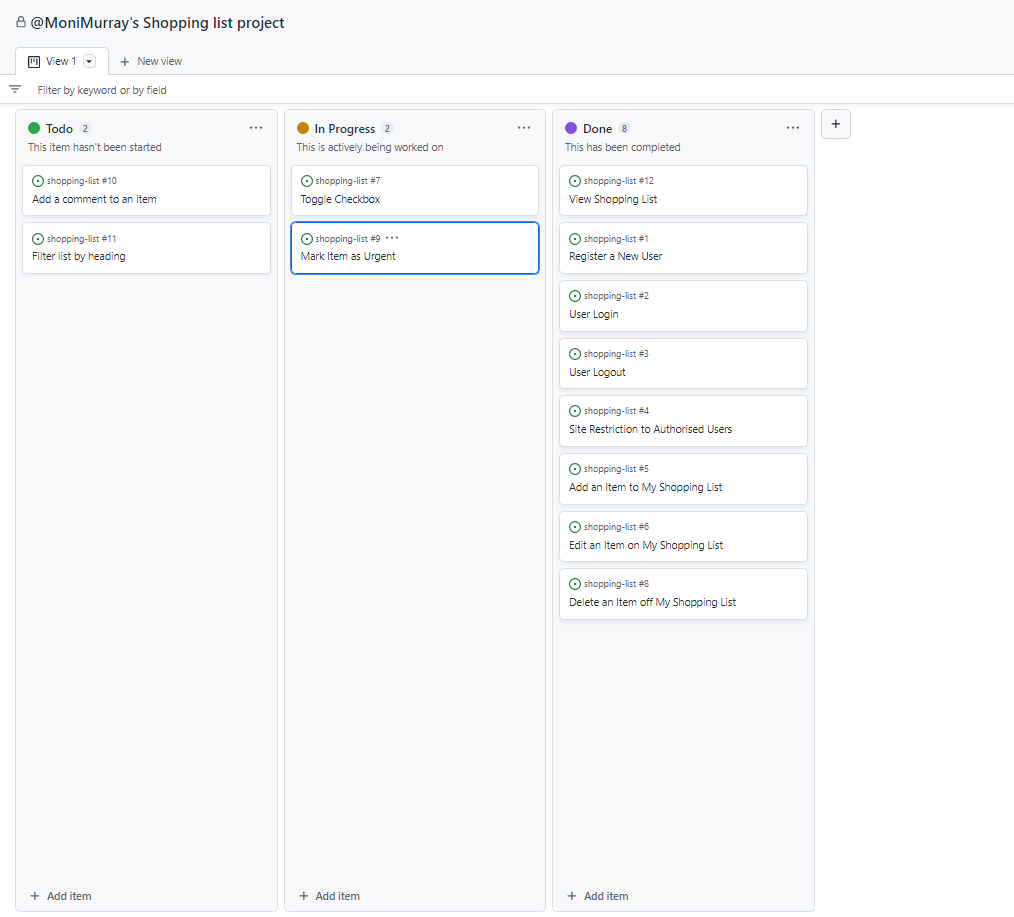 @MoniMurray's Shopping list project
View 1
New view
Filter by keyword or by field
Todo 2
This item hasn't been started
shopping-list #10
Add a comment to an item
shopping-list #11
Filter list by heading
Add item
In Progress 2
This is actively being worked on
shopping-list #7
Toggle Checkbox
shopping-list #9
Mark Item as Urgent
Add item
Done 8
This has been completed
shopping-list #12
View Shopping List
shopping-list #1
Register a New User
shopping-list #2
User Login
shopping-list #3
User Logout
shopping-list #4
Site Restriction to Authorised Users
shopping-list #5
Add an Item to My Shopping List
shopping-list #6
Edit an Item on My Shopping List
shopping-list #8
Delete an Item off My Shopping List
Add item